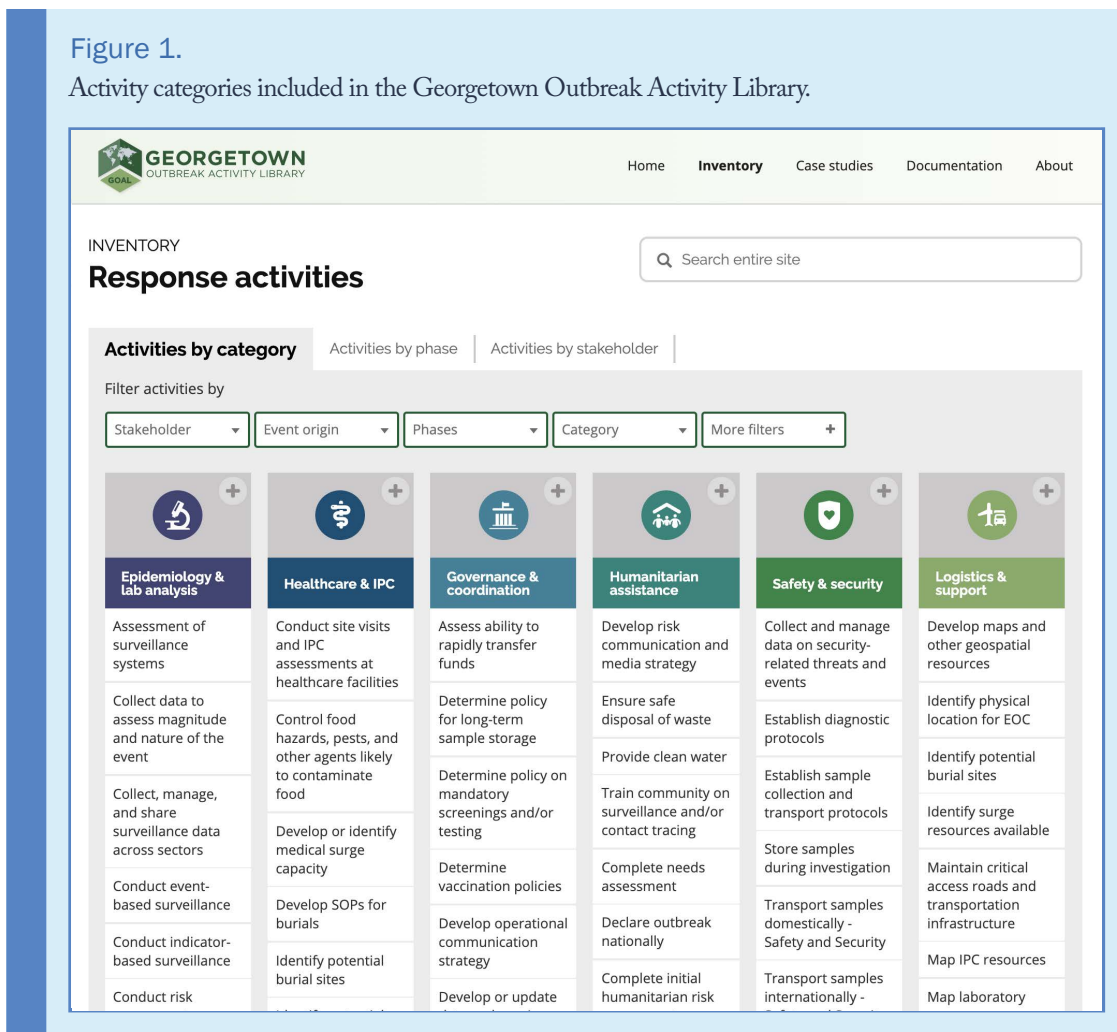 Figure 1.
Activity categories included in the Georgetown Outbreak Activity Library.
GOAL
GEORGETOWN
OUTBREAK ACTIVITY LIBRARY
Home Inventory Case studies Documentation About
INVENTORY
Response activities
Search entire site
Activities by category Activities by phase Activities by stakeholder
Filter activities by
Stakeholder Event origin Phases Category More filters +
Epidemiology &
lab analysis
Assessment of
surveillance
systems
Collect data to
assess magnitude
and nature of the
event
Collect, manage,
and share
surveillance data
across sectors
Conduct event-
based surveillance
Conduct indicator-
based surveillance
Conduct risk
Healthcare & IPC
Conduct site visits
and IPC
assessments at
healthcare facilities
Control food
hazards, pests, and
other agents likely
to contaminate
food
Develop or identify
medical surge
capacity
Develop SOPs for
burials
Identify potential
burial sites
Governance &
coordination
Assess ability to
rapidly transfer
funds
Determine policy
for long-term
sample storage
Determine policy on
mandatory
screenings and/or
testing
Determine
vaccination policies
Develop operational
communication
strategy
Develop or update
Humanitarian
assistance
Develop risk
communication and
media strategy
Ensure safe
disposal of waste
Provide clean water
Train community on
surveillance and/or
contact tracing
Complete needs
assessment
Declare outbreak
nationally
Complete initial
humanitarian risk
Safety & security
Collect and manage
data on security-
related threats and
events
Establish diagnostic
protocols
Establish sample
collection and
transport protocols
Store samples
during investigation
Transport samples
domestically -
Safety and Security
Transport samples
internationally -
Logistics &
support
Develop maps and
other geospatial
resources
Identify physical
location for EOC
Identify potential
burial sites
Identify surge
resources available
Maintain critical
access roads and
transportation
infrastructure
Map IPC resources
Map laboratory